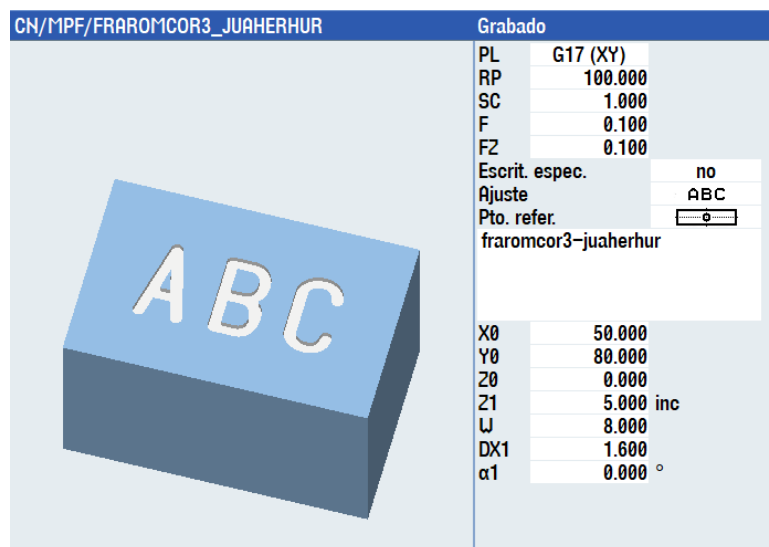 CN/MPF/FRAROMCOR3_JUAHERHUR
Grabado
PL G17 (XY)
RP 100.000
SC 1.000
F 0.100
FZ 0.100
Escrit. espec. no
Ajuste ABC
Pto. refer.
fraromcor3-juaherhur
X0 50.000
Y0 80.000
Z0 0.000
Z1 5.000 inc
W 8.000
DX1 1.600
α1 0.000 °
ABC